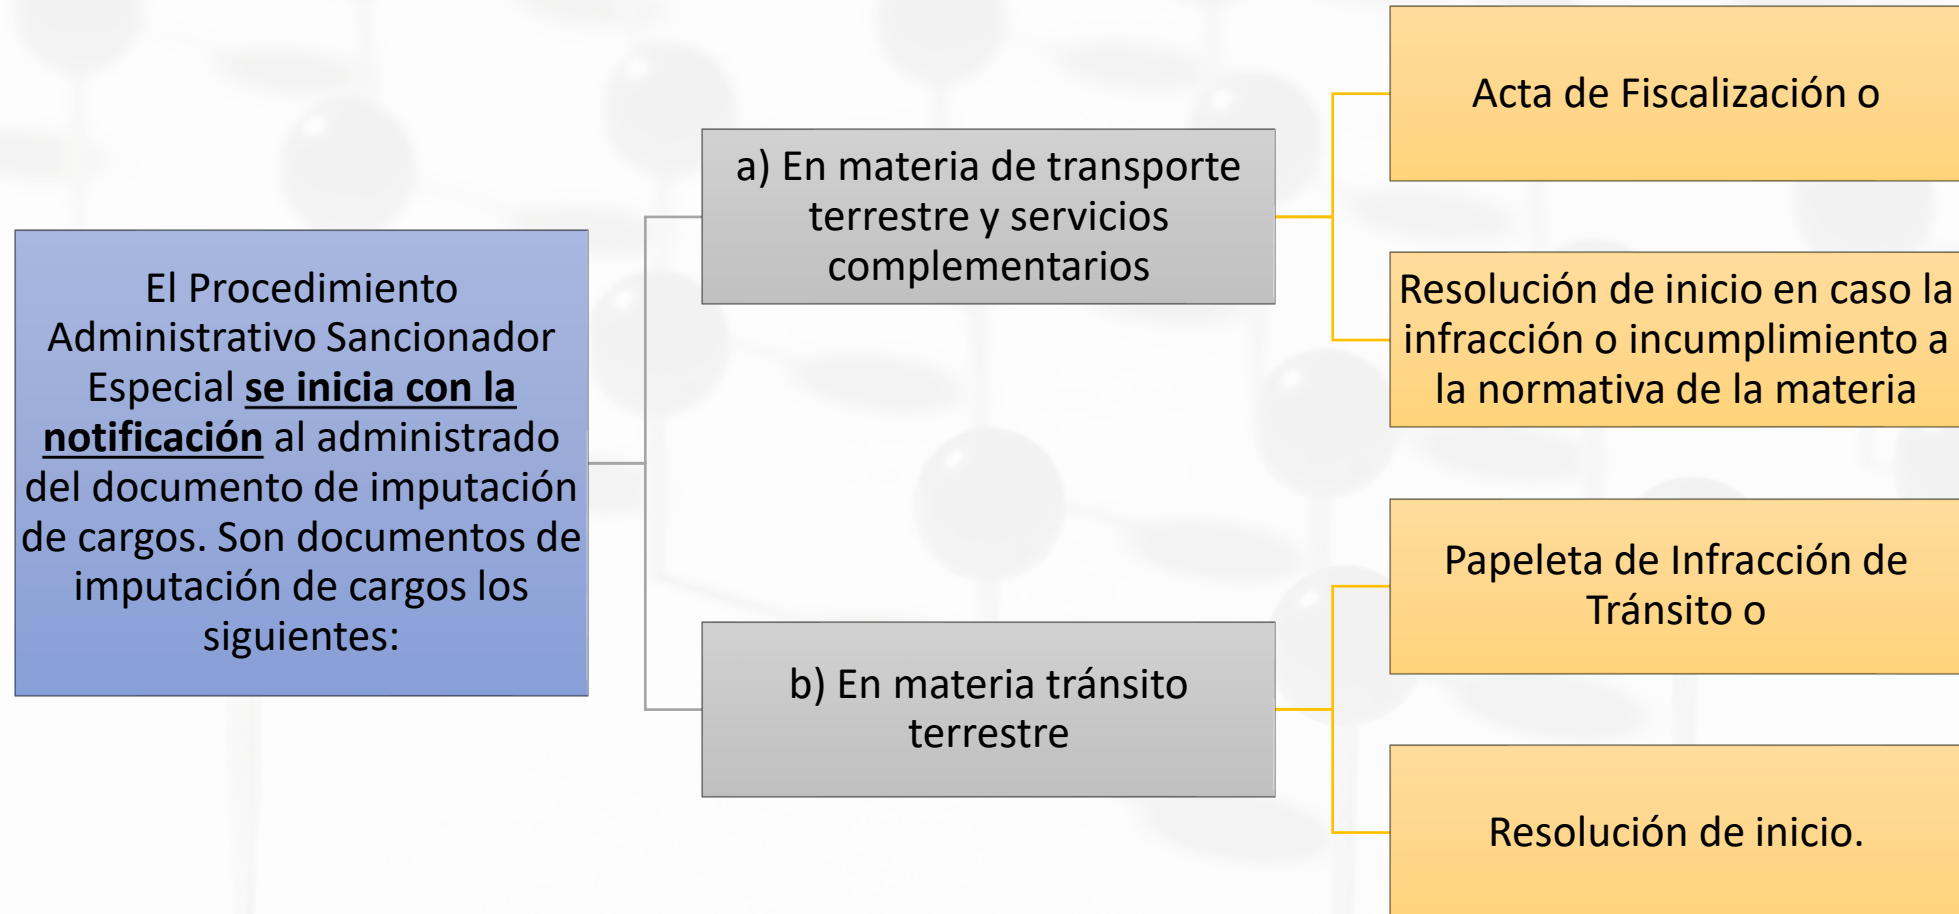 El Procedimiento
Administrativo Sancionador
Especial se inicia con la
notificación al administrado
del documento de imputación
de cargos. Son documentos de
imputación de cargos los
siguientes:
a) En materia de transporte
terrestre y servicios
complementarios
Acta de Fiscalización o
Resolución de inicio en caso la
infracción o incumplimiento a
la normativa de la materia
b) En materia tránsito
terrestre
Papeleta de Infracción de
Tránsito o
Resolución de inicio.